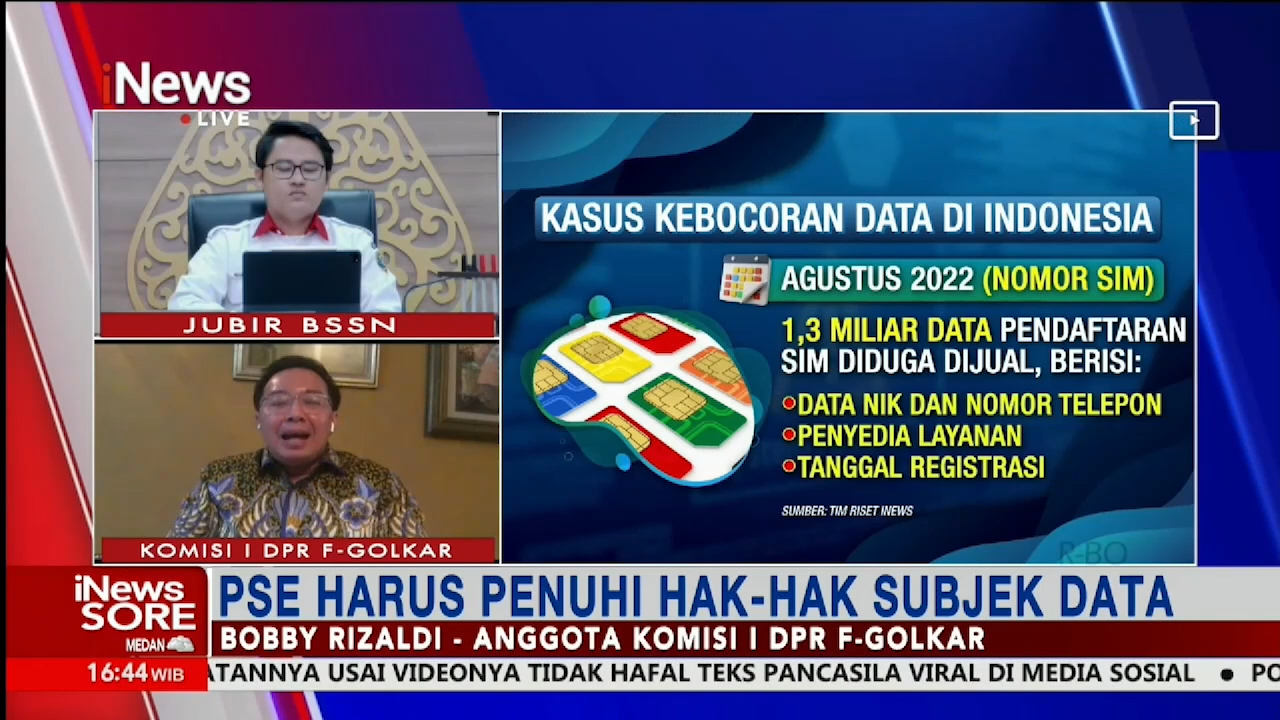 iNews
LIVE
JUBIR BSSN
KOMISI I DPR F-GOLKAR
KASUS KEBOCORAN DATA DI INDONESIA
AGUSTUS 2022 (NOMOR SIM)
1,3 MILIAR DATA PENDAFTARAN
SIM DIDUGA DIJUAL, BERISI:
DATA NIK DAN NOMOR TELEPON
PENYEDIA LAYANAN
TANGGAL REGISTRASI
SUMBER: TIM RISET INEWS
R-BO
iNews
SORE
MEDAN
PSE HARUS PENUHI HAK-HAK SUBJEK DATA
BOBBY RIZALDI - ANGGOTA KOMISI I DPR F-GOLKAR
16:44 WIB
ATANNYA USAI VIDEONYA TIDAK HAFAL TEKS PANCASILA VIRAL DI MEDIA SOSIAL • PO